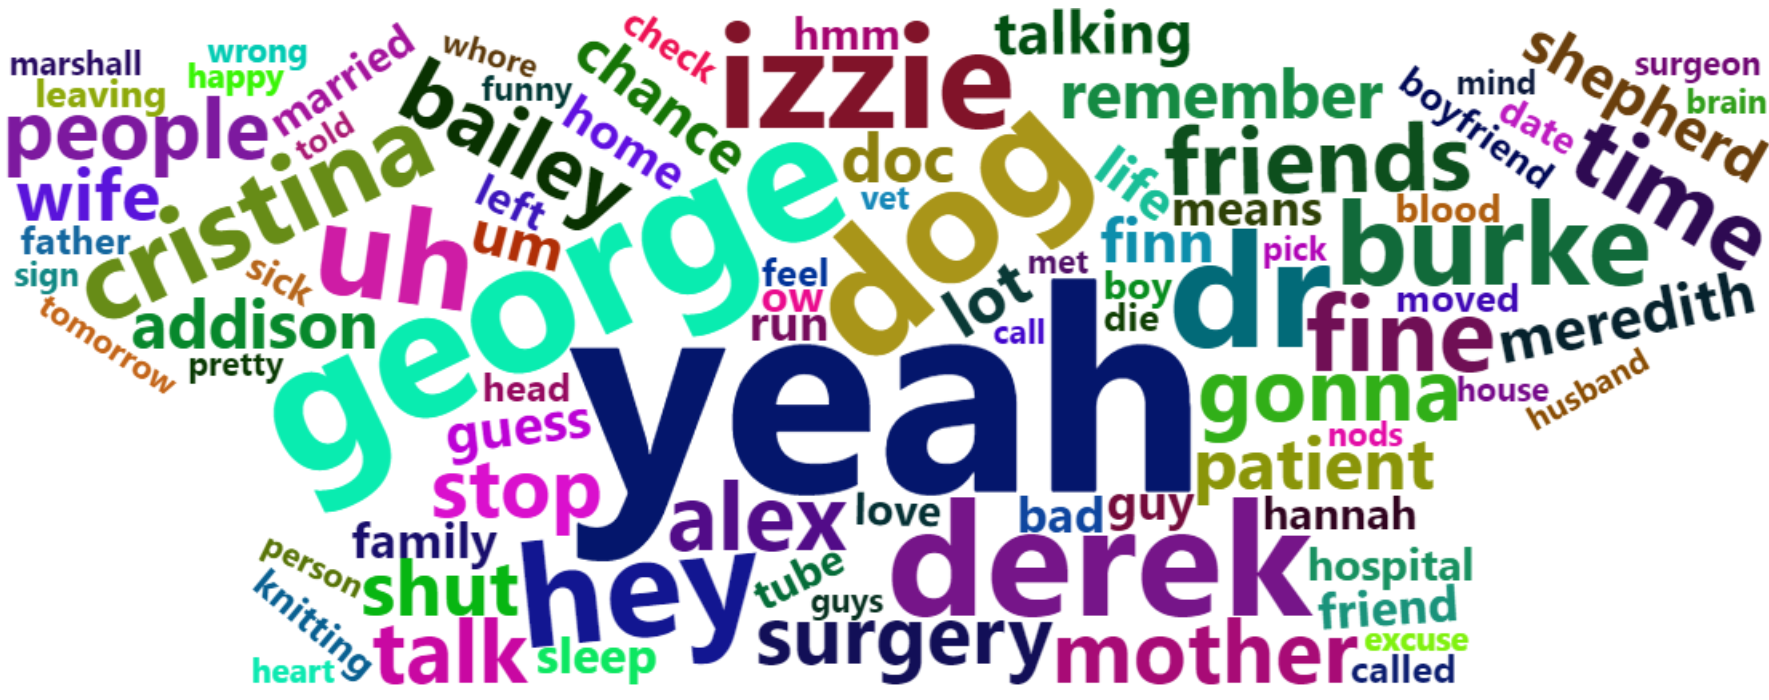 hmm
talking
izzie
check
chance
whore
funny
married
wrong
happy
marshall
leaving
people
told
bailey
home
remember
shepherd
surgeon
brain
mind
boyfriend
date
time
friends
life
means
blood
burke
doc
vet
dog
george
left
um
uh
cristina
wife
father
sign
sick
tomorrow
addison
pretty
feel
ow
run
lot
met
call
boy
die
finn
pick
dr
fine
moved
meredith
house
husband
gonna
nods
patient
yeah
head
guess
stop
alex
love
bad
guy
hannah
derek
hospital
friend
family
person
shut
hey
tube
guys
knitting
talk
sleep
heart
surgery
mother
excuse
called